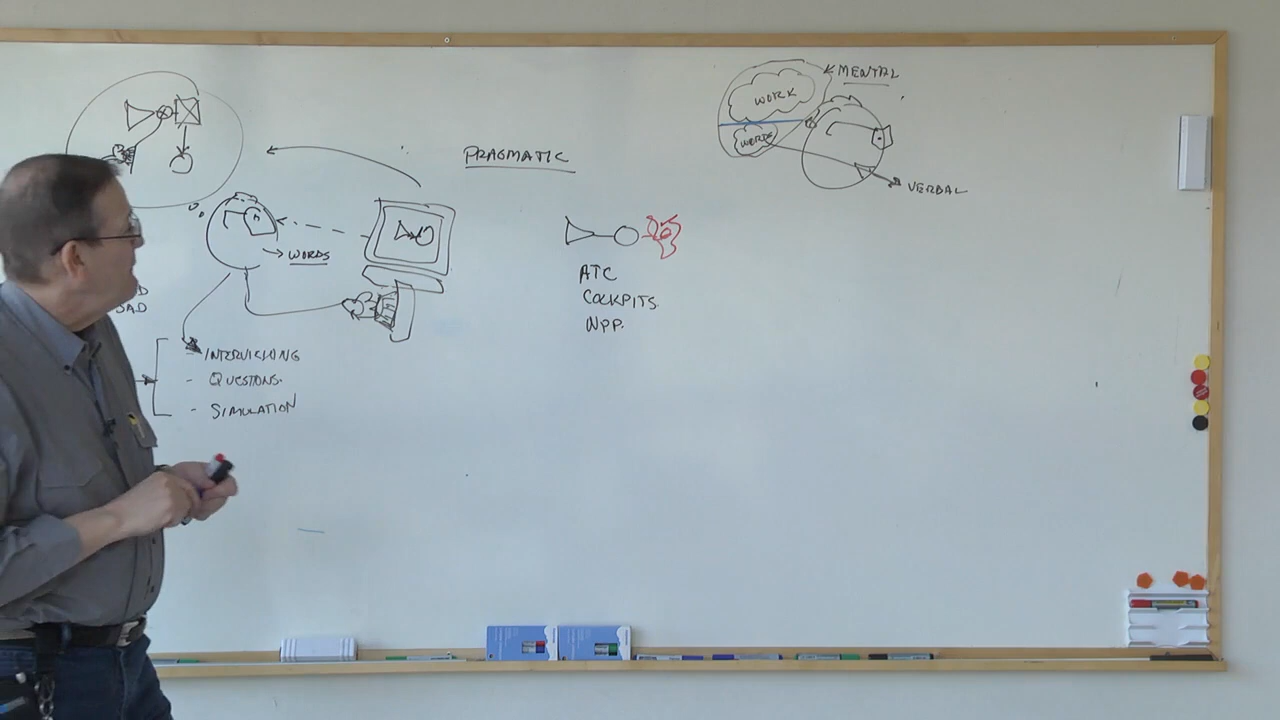 MENTAL
WORK
WORDS
VERBAL
PRAGMATIC
WORDS
ATC
COCKPITS
NPP.
- INTERVIEWING
- QUESTIONS.
- SIMULATION